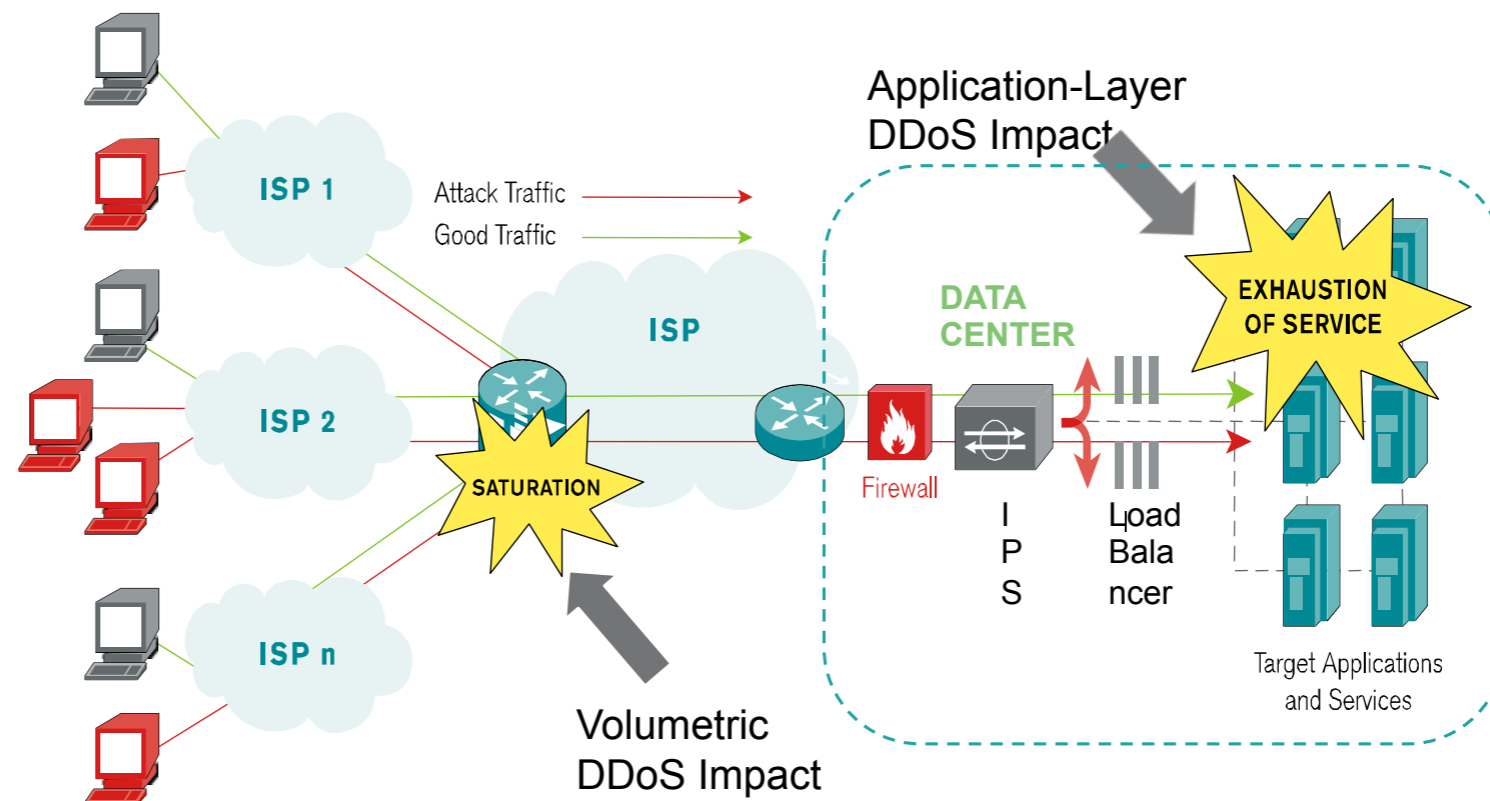 Application-Layer
DDoS Impact
ISP 1
Attack Traffic
Good Traffic
ISP
DATA
CENTER
EXHAUSTION
OF SERVICE
ISP 2
SATURATION
Firewall
I
P
S
Load
Bala
ncer
ISP n
Target Applications
and Services
Volumetric
DDoS Impact